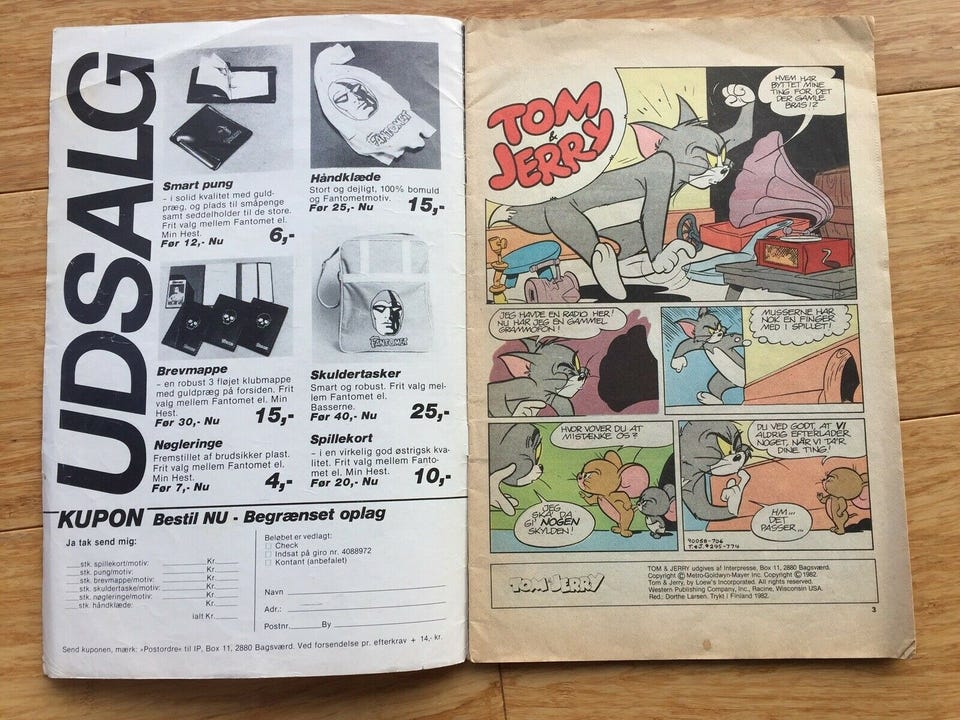 UDSALG
Smart pung
– i solid kvalitet med guld-
præg, og plads til småpenge
samt seddelholder til de store.
Frit valg mellem Fantomet el.
Min Hest.
Før 12,- Nu 6,-
FANTOMET
Håndklæde
Stort og dejligt, 100% bomuld
og Fantometmotiv.
Før 25,- Nu 15,-
Brevmappe
– en robust 3 fløjet klubmappe
med guldpræg på forsiden. Frit
valg mellem Fantomet el. Min
Hest.
Før 30,- Nu 15,-
FANTOMET
Skuldertasker
Smart og robust. Frit valg mel-
lem Fantomet el.
Basserne.
Før 40,- Nu 25,-
Nøgleringe
Fremstillet af brudsikker plast.
Frit valg mellem Fantomet el.
Min Hest.
Før 7,- Nu 4,-
Spillekort
– i en virkelig god østrigsk kva-
litet. Frit valg mellem Fanto-
met el. Min Hest.
Før 20,- Nu 10,-
KUPON Bestil NU - Begrænset oplag
Ja tak send mig:
stk. spillekort/motiv: Kr.
stk. pung/motiv: Kr.
stk. brevmappe/motiv: Kr.
stk. skuldertaske/motiv: Kr.
stk. nøglering/motiv: Kr.
stk. håndklæde: Kr.
Ialt Kr.
Beløbet er vedlagt:
Check
Indsat på giro nr. 4088972
Kontant (anbefalet)
Navn
Adr.:
Postnr. By
Send kuponen, mærk: »Postordre« til IP, Box 11, 2880 Bagsværd. Ved forsendelse pr. efterkrav + 14,- kr.
TOM & JERRY
HVEM HAR
BYTTET MINE
TING FOR DET
DER GAMLE
BRAS!?
JEG HAVDE EN RADIO HER!
NU HAR JEG EN GAMMEL
GRAMMOFON!
MUSSERNE HAR
NOK EN FINGER
MED I SPILLET!
HVOR VOVER DU AT
MISTÆNKE OS?
JEG
SKA' DA
GI' NOGEN
SKYLDEN!
DU VED GODT, AT VI
ALDRIG EFTERLADER
NOGET, NÅR VI TA'R
DINE TING!
HM...
DET
PASSER...
90058-706
T.&J. #295-774
TOM & JERRY
TOM & JERRY udgives af Interpresse, Box 11, 2880 Bagsværd.
Copyright © Metro-Goldwyn-Mayer Inc. Copyright © 1982.
Tom & Jerry, by Loew's Incorporated. All rights reserved.
Western Publishing Company, Inc., Racine, Wisconsin USA.
Red.: Dorthe Larsen. Trykt i Finland 1982.
3